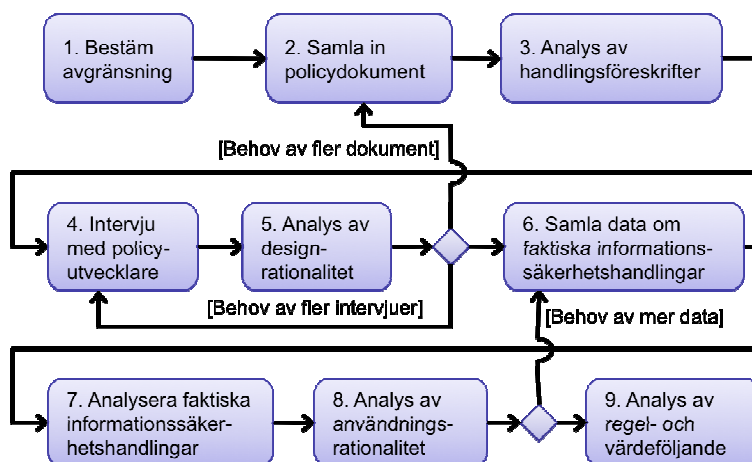 1. Bestäm
avgränsning
2. Samla in
policydokument
3. Analys av
handlingsföreskrifter
[Behov av fler dokument]
4. Intervju
med policy-
utvecklare
5. Analys av
design-
rationalitet
6. Samla data om
faktiska informations-
säkerhetshandlingar
[Behov av fler intervjuer]
[Behov av mer data]
7. Analysera faktiska
informationssäker-
hetshandlingar
8. Analys av
användnings-
rationalitet
9. Analys av
regel- och
värdeföljande